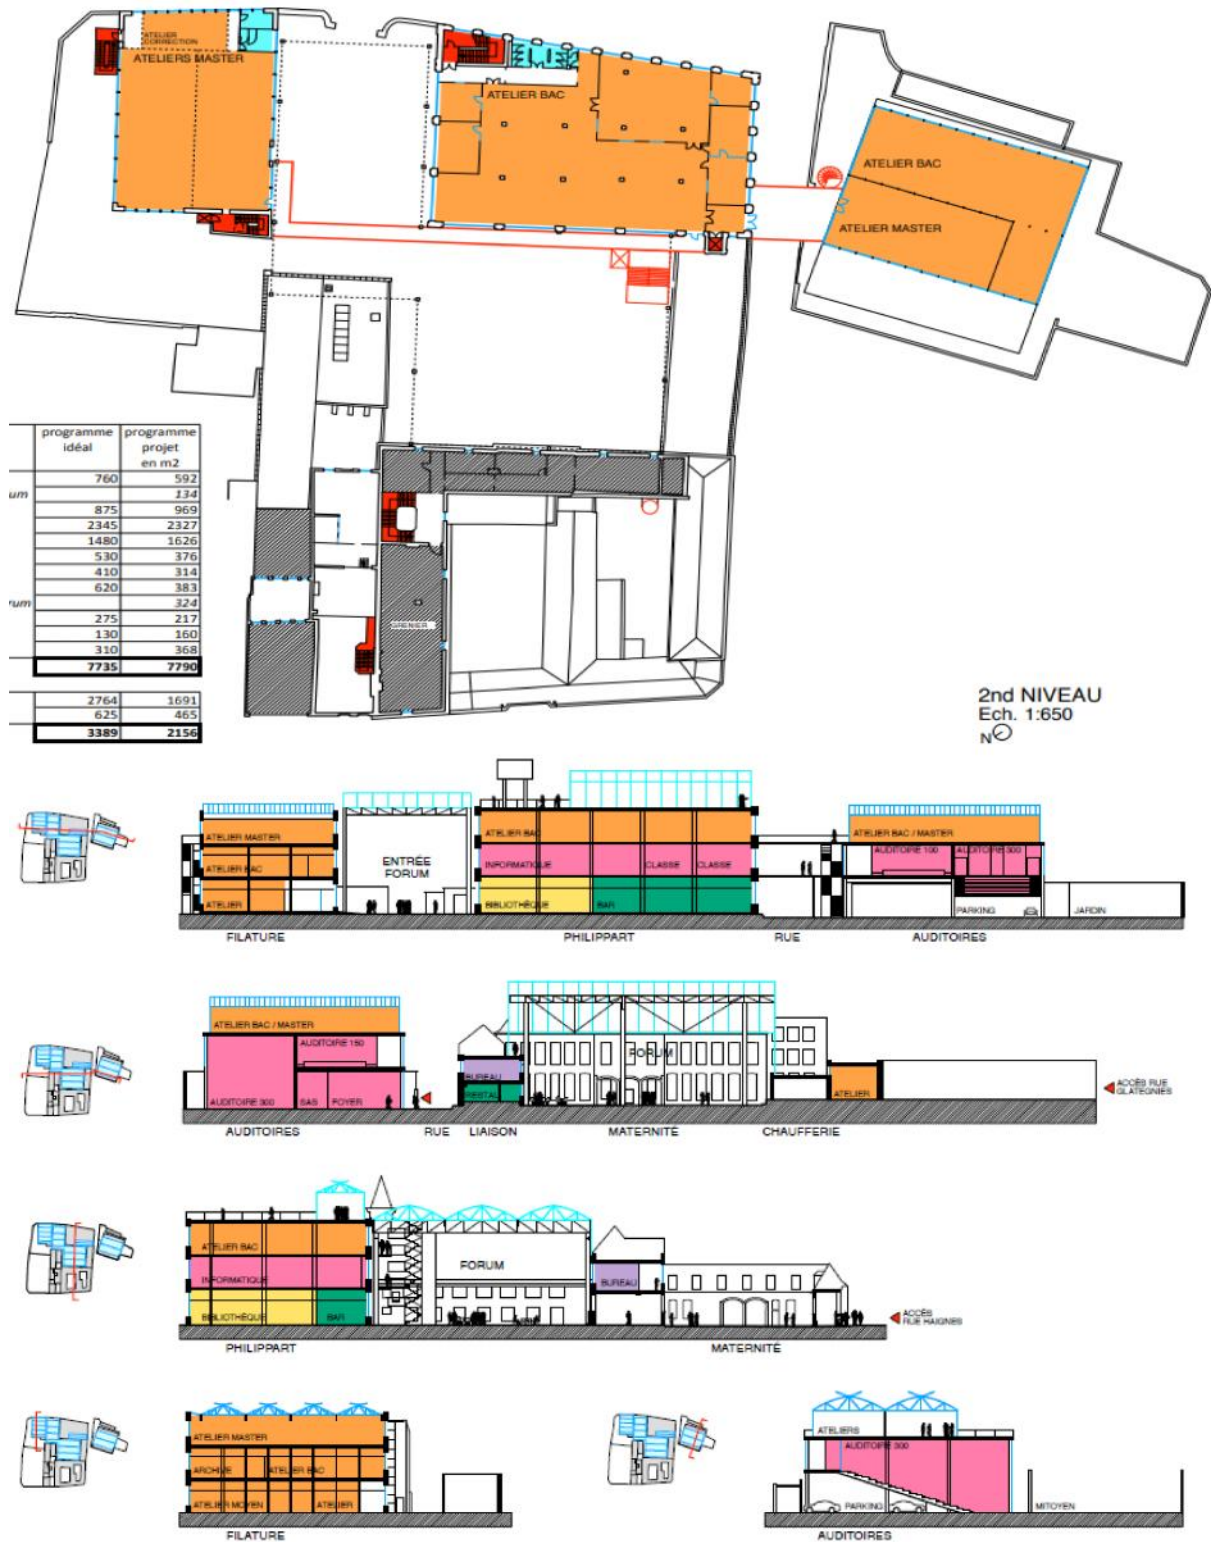 ATELIER
CORRECTION
ATELIERS MASTER
ATELIER BAC
ATELIER BAC
ATELIER MASTER
programme programme
idéal projet
en m2
760 592
um 134
875 969
2345 2327
1480 1626
530 376
410 314
620 383
rum 324
275 217
130 160
310 368
7735 7790
2764 1691
625 465
3389 2156
GRENIER
2nd NIVEAU
Ech. 1:650
N
ATELIER MASTER
ATELIER BAC
ATELIER
ENTRÉE
FORUM
ATELIER BAC
INFORMATIQUE CLASSE CLASSE
BIBLIOTHÈQUE BAR
ATELIER BAC / MASTER
AUDITOIRE 100 AUDITOIRE 300
PARKING JARDIN
FILATURE PHILIPPART RUE AUDITOIRES
ATELIER BAC / MASTER
AUDITOIRE 150
AUDITOIRE 300 SAS FOYER
BUREAU
FORUM
ATELIER
ACCÈS RUE
GLATEGNIES
AUDITOIRES RUE LIAISON MATERNITÉ CHAUFFERIE
ATELIER BAC
INFORMATIQUE
BIBLIOTHÈQUE BAR
FORUM
BUREAU
ACCÈS
RUE HAIGNES
PHILIPPART MATERNITÉ
ATELIER MASTER
ARCHIVE ATELIER BAC
ATELIER MOYEN ATELIER
FILATURE
ATELIERS
AUDITOIRE 300
PARKING MITOYEN
AUDITOIRES